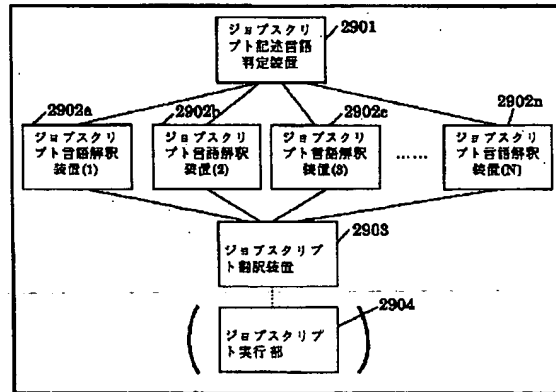 ジョブスクリ
プト記述言語
判定装置
2901
2902a
2902b
2902c
2902n
ジョブスクリ
プト言語解釈
装置(1)
ジョブスクリ
プト言語解釈
装置(2)
ジョブスクリ
プト言語解釈
装置(3)
……
ジョブスクリ
プト言語解釈
装置(N)
2903
ジョブスクリプ
ト翻訳装置
2904
ジョブスクリプ
ト実行部